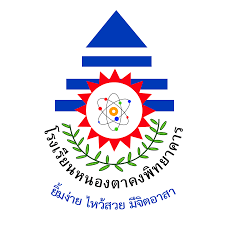 โรงเรียนหนองตาคงพิทยาคาร
ยิ้มง่าย ไหว้สวย มีจิตอาสา